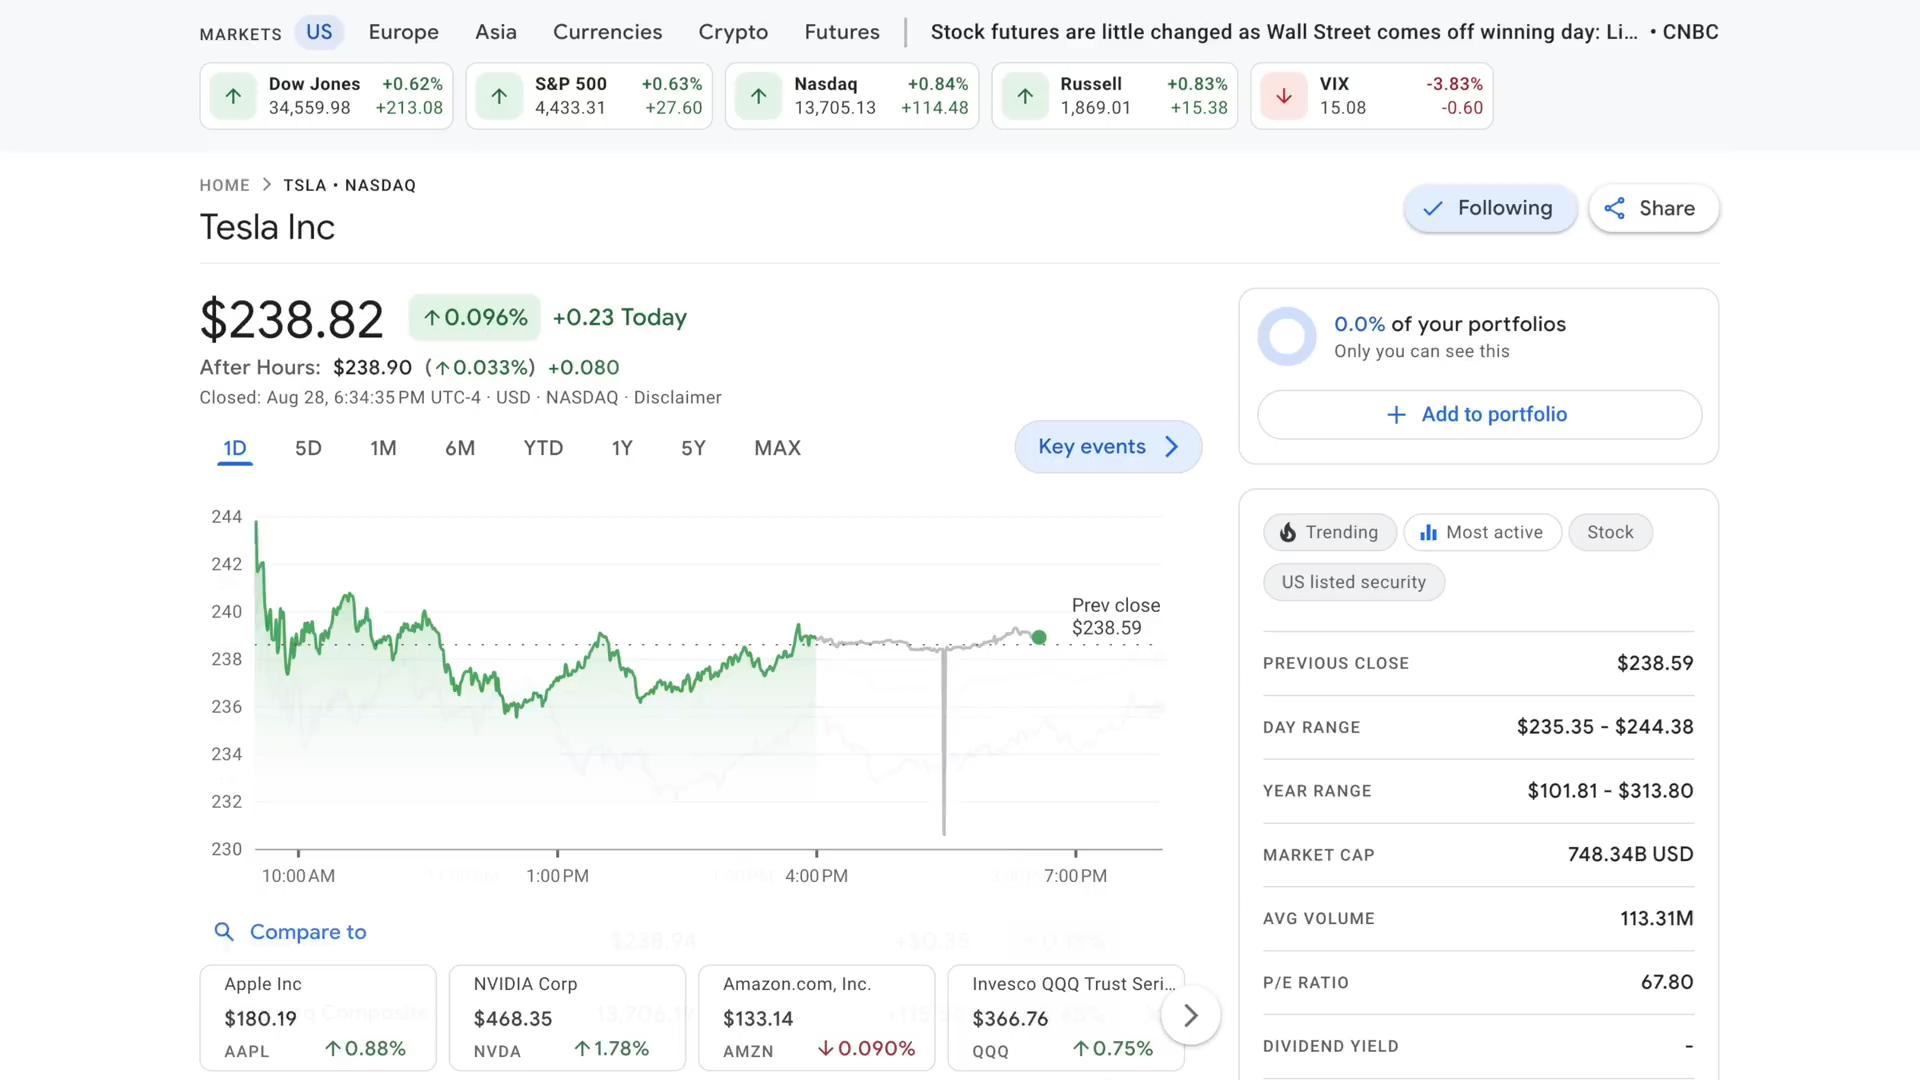 MARKETS US Europe Asia Currencies Crypto Futures Stock futures are little changed as Wall Street comes off winning day: Li... • CNBC
Dow Jones +0.62%
34,559.98 +213.08
S&P 500 +0.63%
4,433.31 +27.60
Nasdaq +0.84%
13,705.13 +114.48
Russell +0.83%
1,869.01 +15.38
VIX -3.83%
15.08 -0.60
HOME > TSLA • NASDAQ
Tesla Inc
Following
Share
$238.82 ↑0.096% +0.23 Today
After Hours: $238.90 (↑0.033%) +0.080
Closed: Aug 28, 6:34:35 PM UTC-4 · USD · NASDAQ · Disclaimer
1D 5D 1M 6M YTD 1Y 5Y MAX
Key events
244
242
240
238
236
234
232
230
Prev close
$238.59
10:00 AM 1:00 PM 4:00 PM 7:00 PM
Compare to
$238.94
Apple Inc
$180.19
AAPL ↑0.88%
NVIDIA Corp
$468.35
NVDA ↑1.78%
Amazon.com, Inc.
$133.14
AMZN ↓0.090%
Invesco QQQ Trust Seri...
$366.76
QQQ ↑0.75%
0.0% of your portfolios
Only you can see this
+ Add to portfolio
Trending
Most active
Stock
US listed security
PREVIOUS CLOSE $238.59
DAY RANGE $235.35 - $244.38
YEAR RANGE $101.81 - $313.80
MARKET CAP 748.34B USD
AVG VOLUME 113.31M
P/E RATIO 67.80
DIVIDEND YIELD -